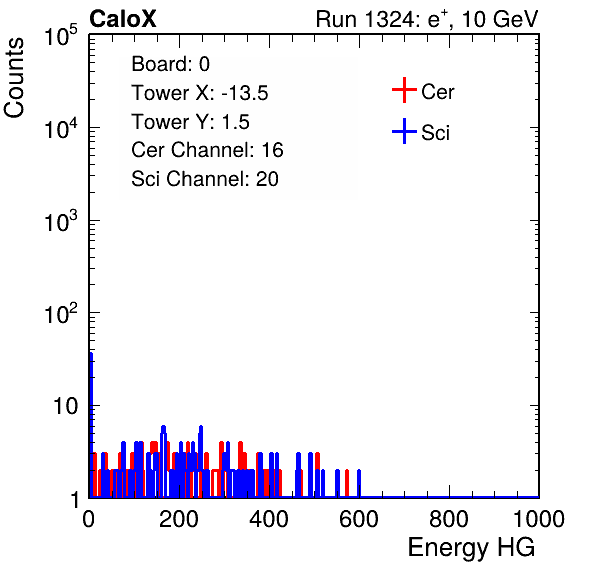 CaloX Run 1324: e⁺, 10 GeV
Board: 0
Tower X: -13.5
Tower Y: 1.5
Cer Channel: 16
Sci Channel: 20
Cer
Sci
Counts
10⁵
10⁴
10³
10²
10
1
0 200 400 600 800 1000
Energy HG